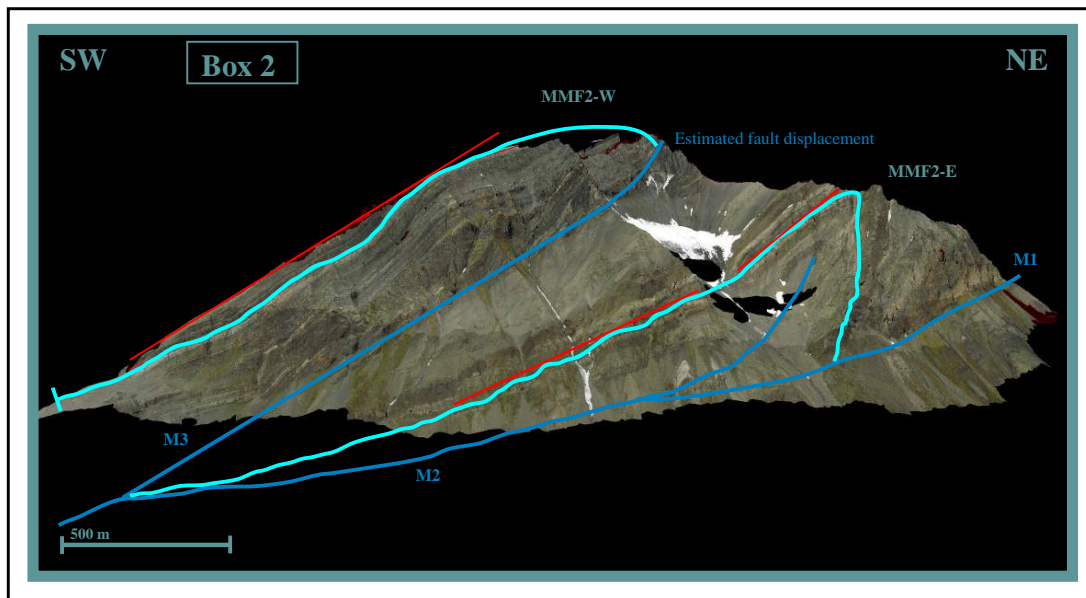 SW
Box 2
NE
MMF2-W
Estimated fault displacement
MMF2-E
M1
M3
M2
500 m